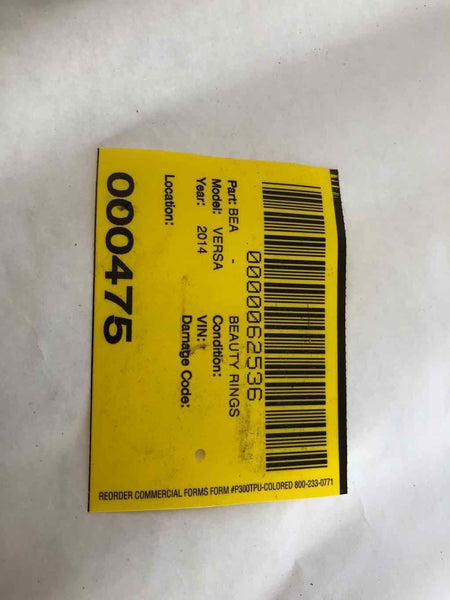 0000062536
Part: BEA - BEAUTY RINGS
Model: VERSA Condition:
Year: 2014 VIN:
Damage Code:
Location:
000475
REORDER COMMERCIAL FORMS FORM #P300TPU-COLORED 800-233-0771